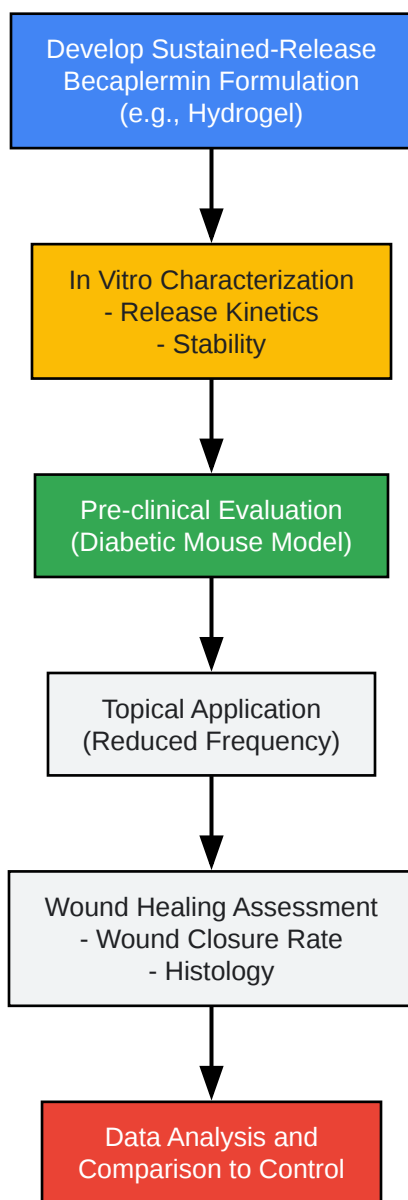 Develop Sustained-Release
Becaplermin Formulation
(e.g., Hydrogel)
In Vitro Characterization
- Release Kinetics
- Stability
Pre-clinical Evaluation
(Diabetic Mouse Model)
Topical Application
(Reduced Frequency)
Wound Healing Assessment
- Wound Closure Rate
- Histology
Data Analysis and
Comparison to Control